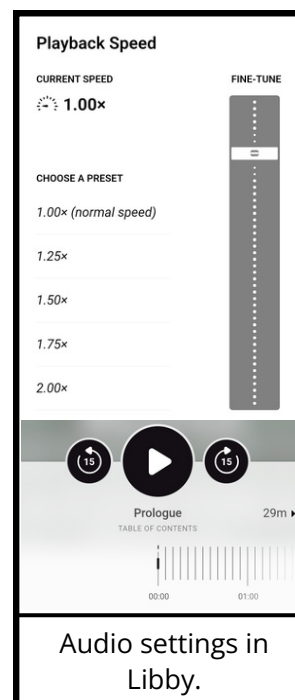 Playback Speed
CURRENT SPEED
FINE-TUNE
1.00×
CHOOSE A PRESET
1.00× (normal speed)
1.25×
1.50×
1.75×
2.00×
15
15
Prologue
29m
TABLE OF CONTENTS
00:00
01:00
Audio settings in
Libby.